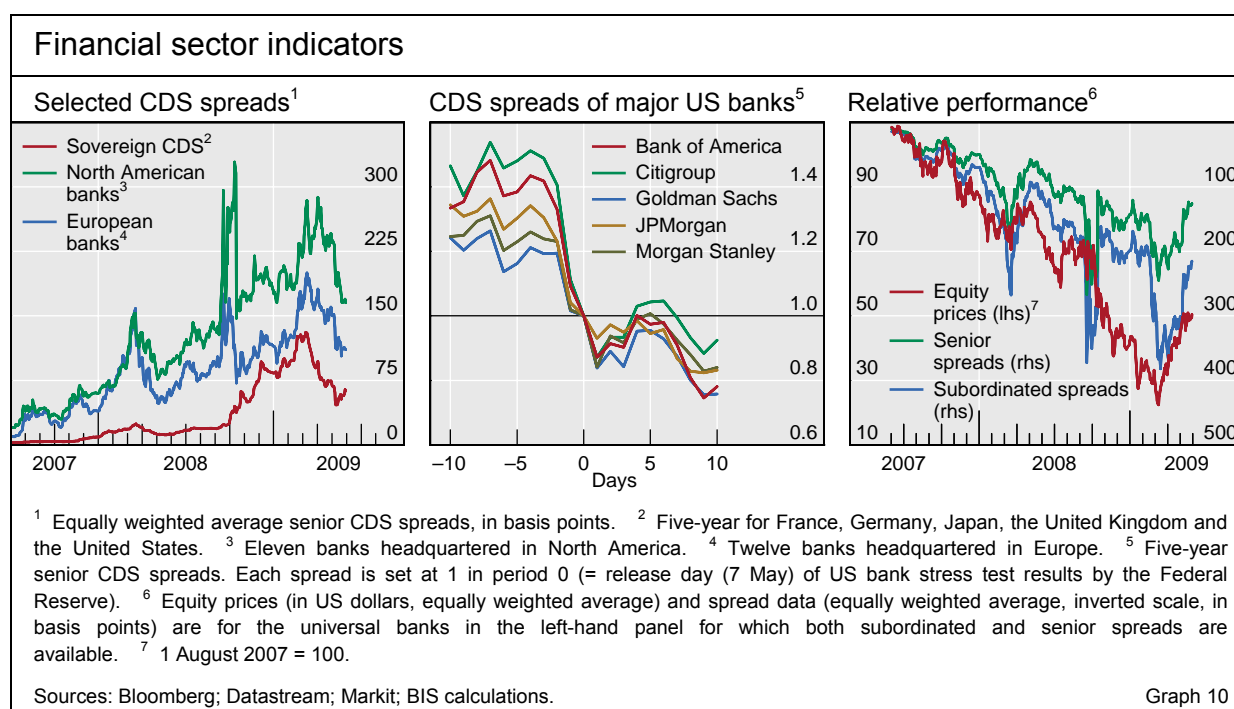 Financial sector indicators
Selected CDS spreads1
Sovereign CDS2
North American
banks3
European
banks4
300
225
150
75
0
2007
2008
2009
CDS spreads of major US banks5
Bank of America
Citigroup
Goldman Sachs
JPMorgan
Morgan Stanley
1.4
1.2
1.0
0.8
0.6
–10
–5
0
5
10
Days
Relative performance6
90
70
50
30
10
Equity
prices (lhs)7
Senior
spreads (rhs)
Subordinated spreads
(rhs)
100
200
300
400
500
2007
2008
2009
1 Equally weighted average senior CDS spreads, in basis points. 2 Five-year for France, Germany, Japan, the United Kingdom and
the United States. 3 Eleven banks headquartered in North America. 4 Twelve banks headquartered in Europe. 5 Five-year
senior CDS spreads. Each spread is set at 1 in period 0 (= release day (7 May) of US bank stress test results by the Federal
Reserve). 6 Equity prices (in US dollars, equally weighted average) and spread data (equally weighted average, inverted scale, in
basis points) are for the universal banks in the left-hand panel for which both subordinated and senior spreads are
available. 7 1 August 2007 = 100.
Sources: Bloomberg; Datastream; Markit; BIS calculations.
Graph 10